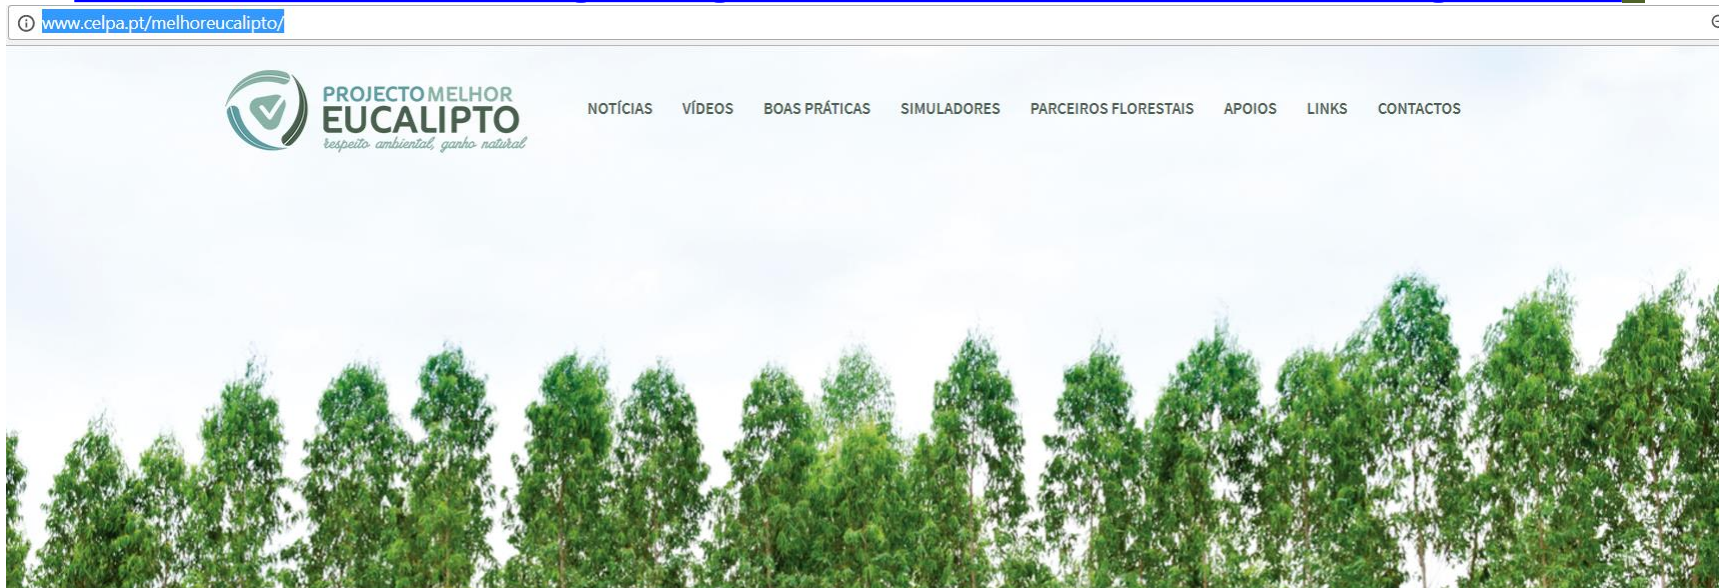 www.celpa.pt/melhoreucalipto/
PROJECTO MELHOR
EUCALIPTO
respeito ambiental, ganho natural
NOTÍCIAS VÍDEOS BOAS PRÁTICAS SIMULADORES PARCEIROS FLORESTAIS APOIOS LINKS CONTACTOS